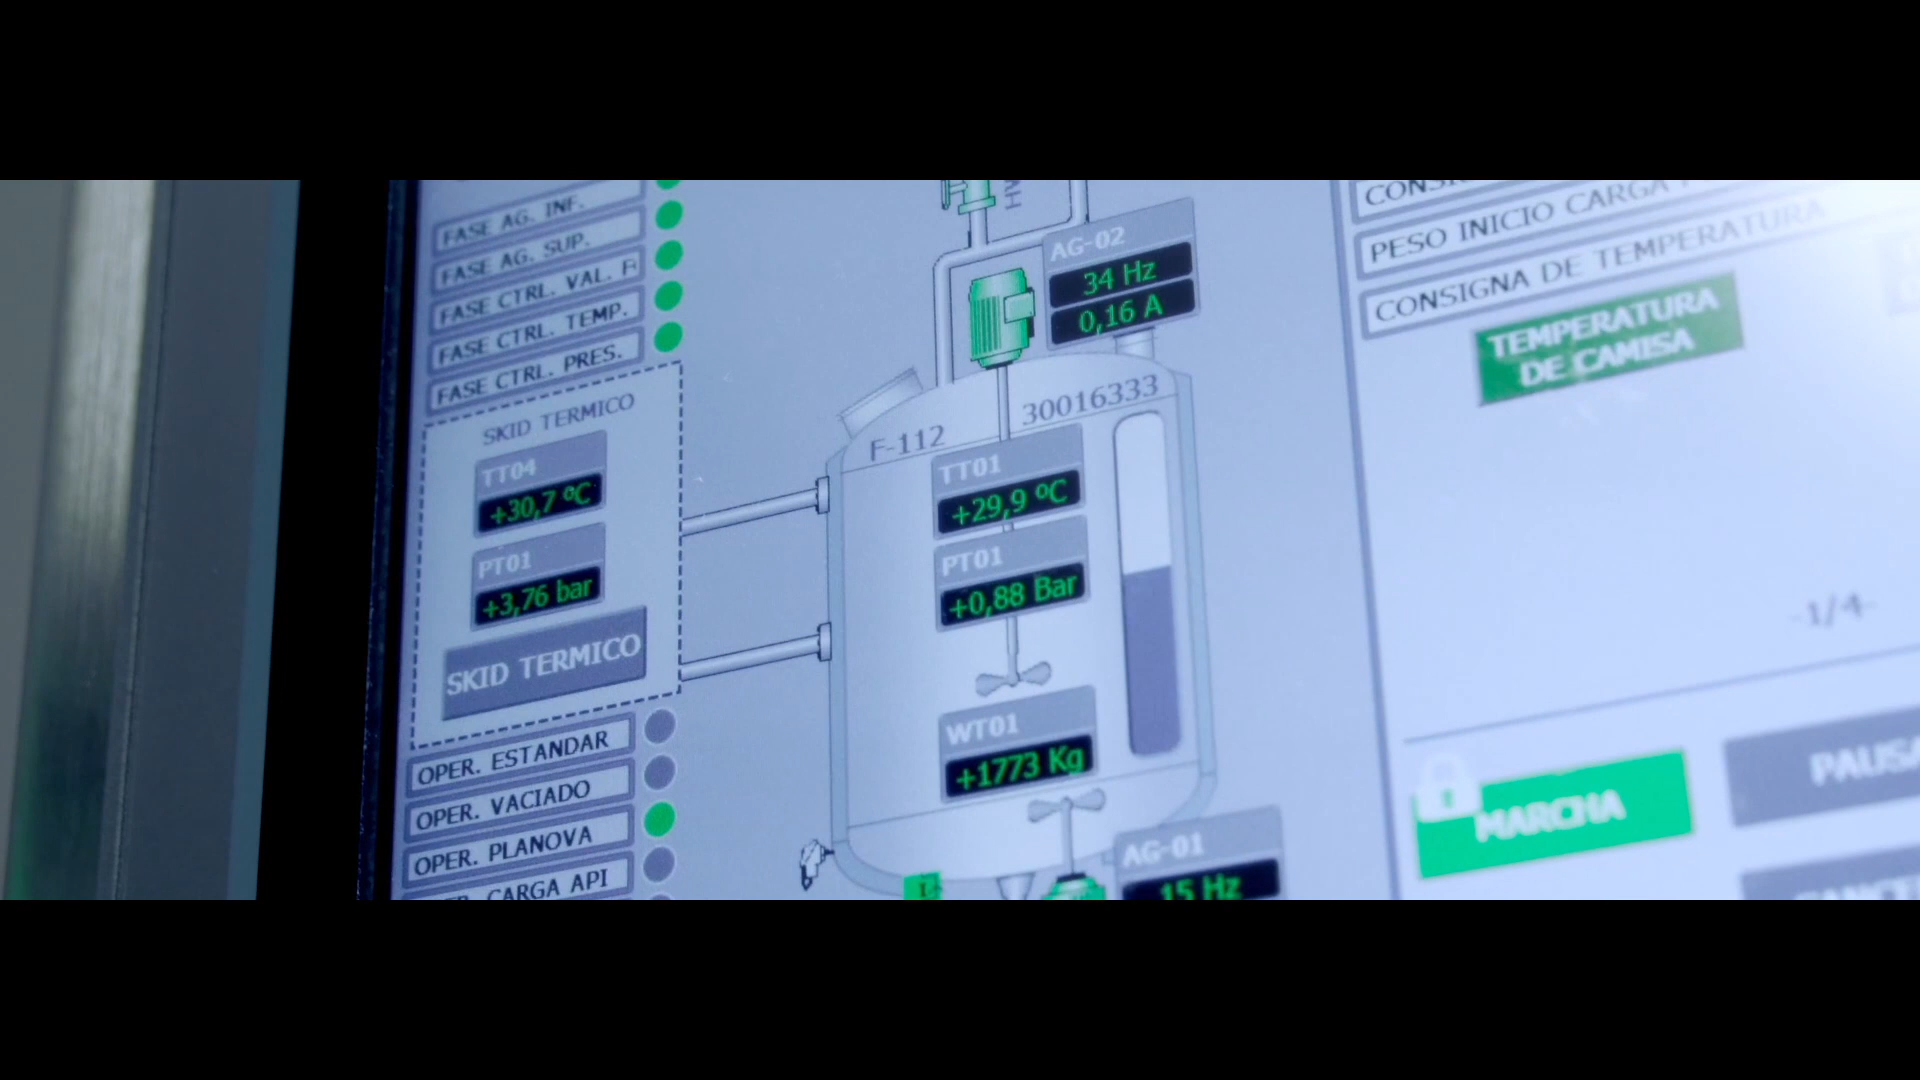 FASE AG. INF.
FASE AG. SUP.
FASE CTRL. VAL. F
FASE CTRL. TEMP.
FASE CTRL. PRES.
SKID TERMICO
TT04
+30,7 ºC
PT01
+3,76 bar
SKID TERMICO
OPER. ESTANDAR
OPER. VACIADO
OPER. PLANOVA
CARGA API
AG-02
34 Hz
0,16 A
30016333
F-112
TT01
+29,9 ºC
PT01
+0,88 Bar
WT01
+1773 Kg
AG-01
15 Hz
PESO INICIO CARGA
CONSIGNA DE TEMPERATURA
TEMPERATURA
DE CAMISA
-1/4-
MARCHA
PAUSA